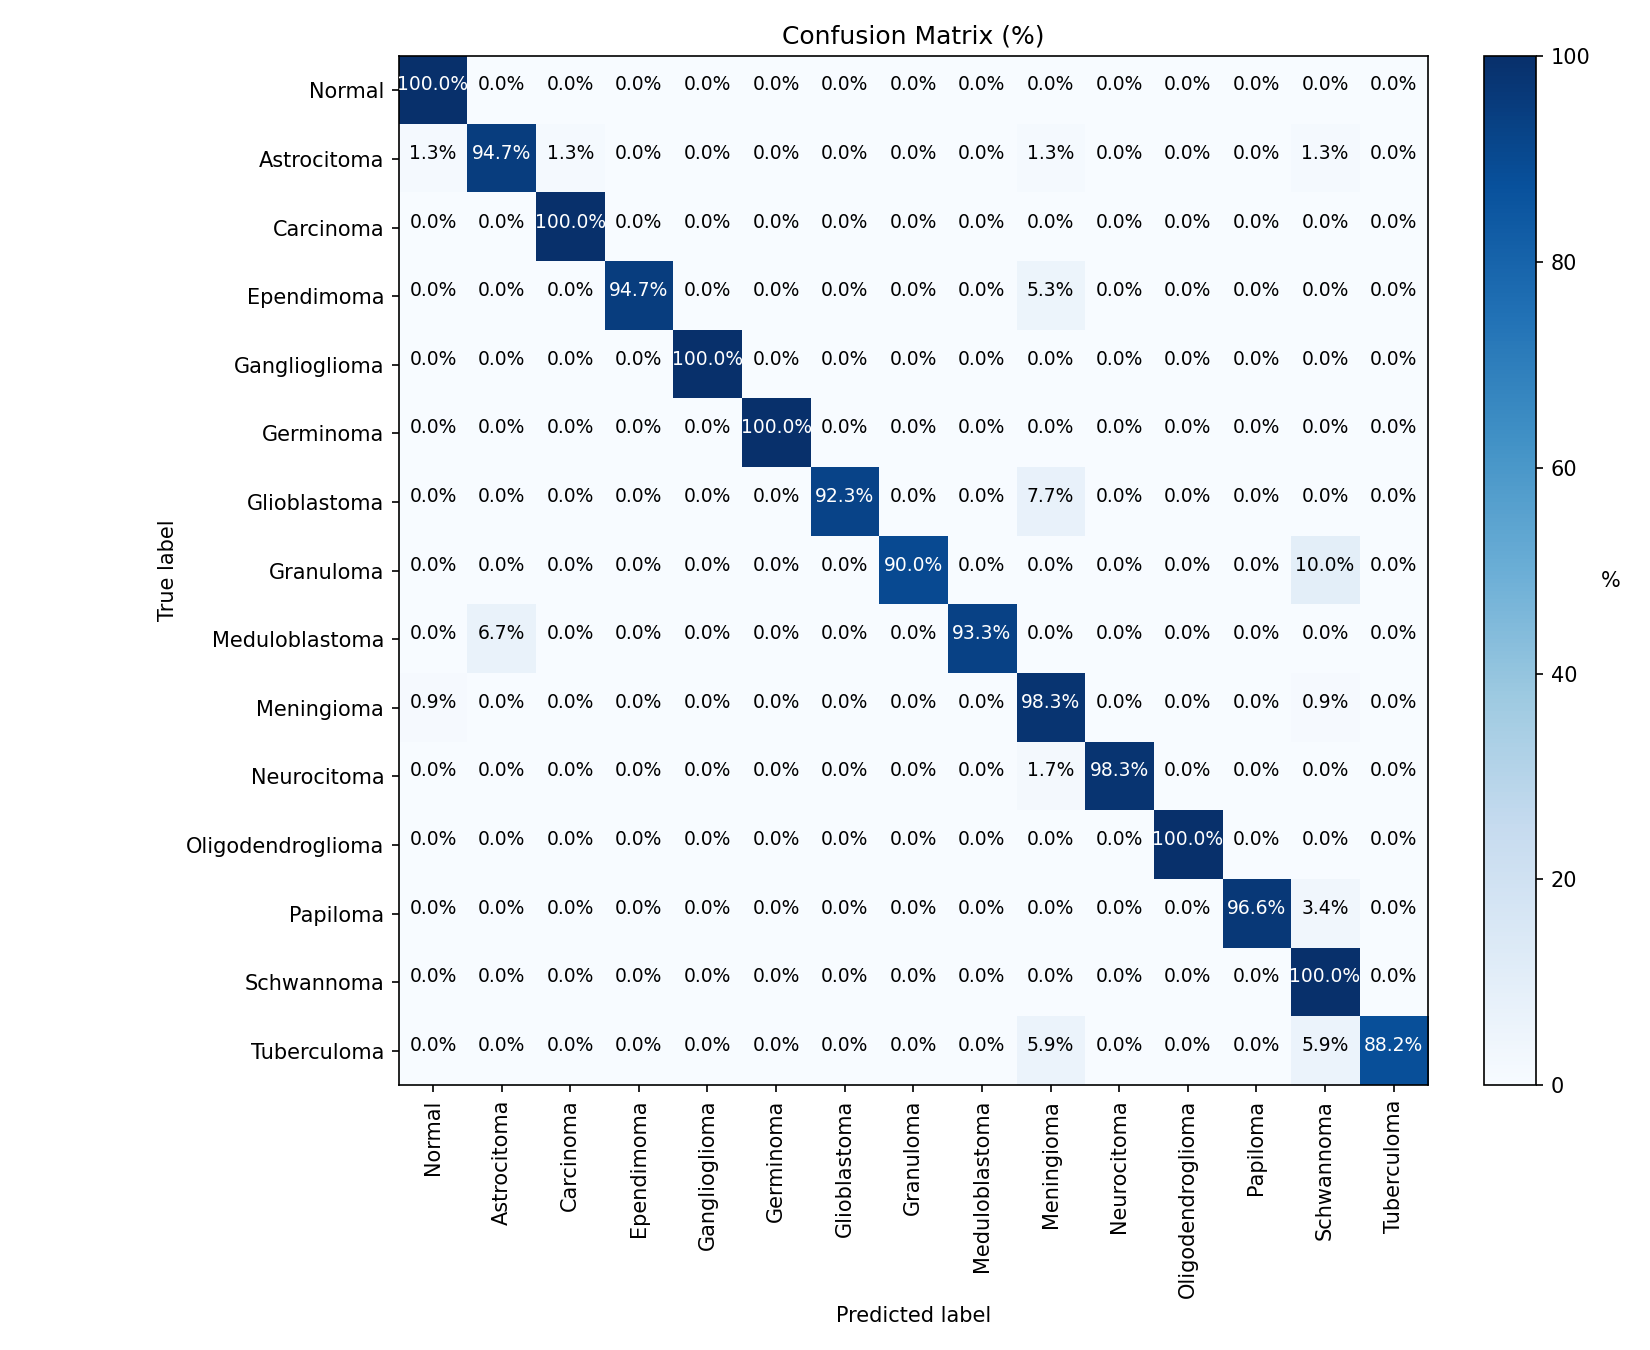 Confusion Matrix (%)
Normal 100.0% 0.0% 0.0% 0.0% 0.0% 0.0% 0.0% 0.0% 0.0% 0.0% 0.0% 0.0% 0.0% 0.0% 0.0% 100
Astrocitoma 1.3% 94.7% 1.3% 0.0% 0.0% 0.0% 0.0% 0.0% 0.0% 1.3% 0.0% 0.0% 0.0% 1.3% 0.0%
Carcinoma 0.0% 0.0% 100.0% 0.0% 0.0% 0.0% 0.0% 0.0% 0.0% 0.0% 0.0% 0.0% 0.0% 0.0% 0.0%
80
Ependimoma 0.0% 0.0% 0.0% 94.7% 0.0% 0.0% 0.0% 0.0% 0.0% 5.3% 0.0% 0.0% 0.0% 0.0% 0.0%
Ganglioglioma 0.0% 0.0% 0.0% 0.0% 100.0% 0.0% 0.0% 0.0% 0.0% 0.0% 0.0% 0.0% 0.0% 0.0% 0.0%
Germinoma 0.0% 0.0% 0.0% 0.0% 0.0% 100.0% 0.0% 0.0% 0.0% 0.0% 0.0% 0.0% 0.0% 0.0% 0.0%
60
Glioblastoma 0.0% 0.0% 0.0% 0.0% 0.0% 0.0% 92.3% 0.0% 0.0% 7.7% 0.0% 0.0% 0.0% 0.0% 0.0%
True label
Granuloma 0.0% 0.0% 0.0% 0.0% 0.0% 0.0% 0.0% 90.0% 0.0% 0.0% 0.0% 0.0% 0.0% 10.0% 0.0%
%
Meduloblastoma 0.0% 6.7% 0.0% 0.0% 0.0% 0.0% 0.0% 0.0% 93.3% 0.0% 0.0% 0.0% 0.0% 0.0% 0.0%
40
Meningioma 0.9% 0.0% 0.0% 0.0% 0.0% 0.0% 0.0% 0.0% 0.0% 98.3% 0.0% 0.0% 0.0% 0.9% 0.0%
Neurocitoma 0.0% 0.0% 0.0% 0.0% 0.0% 0.0% 0.0% 0.0% 0.0% 1.7% 98.3% 0.0% 0.0% 0.0% 0.0%
Oligodendroglioma 0.0% 0.0% 0.0% 0.0% 0.0% 0.0% 0.0% 0.0% 0.0% 0.0% 0.0% 100.0% 0.0% 0.0% 0.0%
20
Papiloma 0.0% 0.0% 0.0% 0.0% 0.0% 0.0% 0.0% 0.0% 0.0% 0.0% 0.0% 0.0% 96.6% 3.4% 0.0%
Schwannoma 0.0% 0.0% 0.0% 0.0% 0.0% 0.0% 0.0% 0.0% 0.0% 0.0% 0.0% 0.0% 0.0% 100.0% 0.0%
Tuberculoma 0.0% 0.0% 0.0% 0.0% 0.0% 0.0% 0.0% 0.0% 0.0% 5.9% 0.0% 0.0% 0.0% 5.9% 88.2%
0
Normal
Astrocitoma
Carcinoma
Ependimoma
Ganglioglioma
Germinoma
Glioblastoma
Granuloma
Meduloblastoma
Meningioma
Neurocitoma
Oligodendroglioma
Papiloma
Schwannoma
Tuberculoma
Predicted label